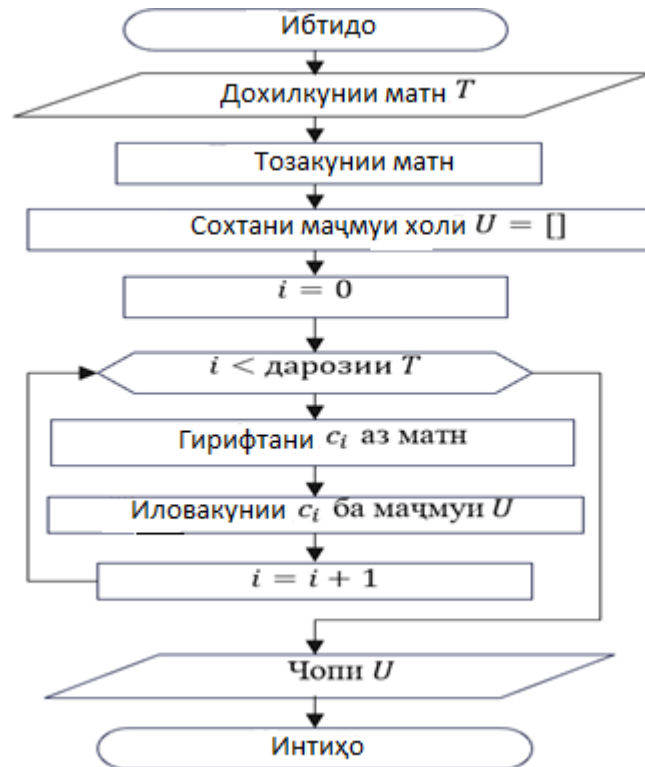 Ибтидо
Дохилкунии матн T
Тозакунии матн
Сохтани маҷмуи холи U = []
i = 0
i < дарозии T
Гирифтани cᵢ аз матн
Иловакунии cᵢ ба маҷмуи U
i = i + 1
Чопи U
Интиҳо